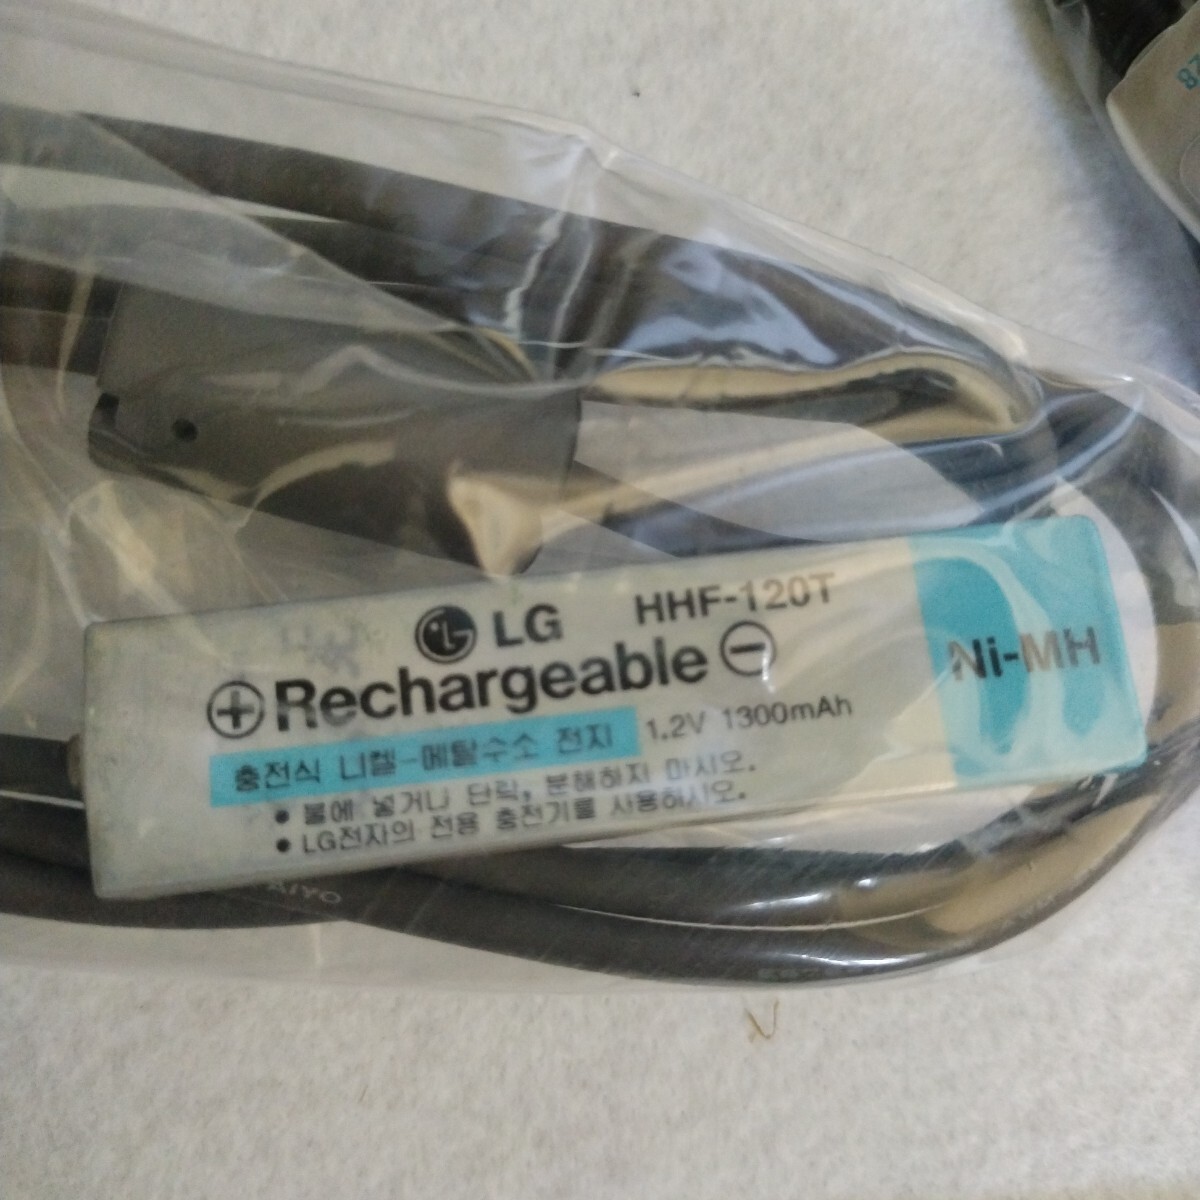 LG HHF-120T
⊕Rechargeable⊖
Ni-MH
충전식 니켈-메탈수소 전지 1.2V 1300mAh
• 불에 넣거나 단락, 분해하지 마시오.
• LG전자의 전용 충전기를 사용하시오.
AIYO
28